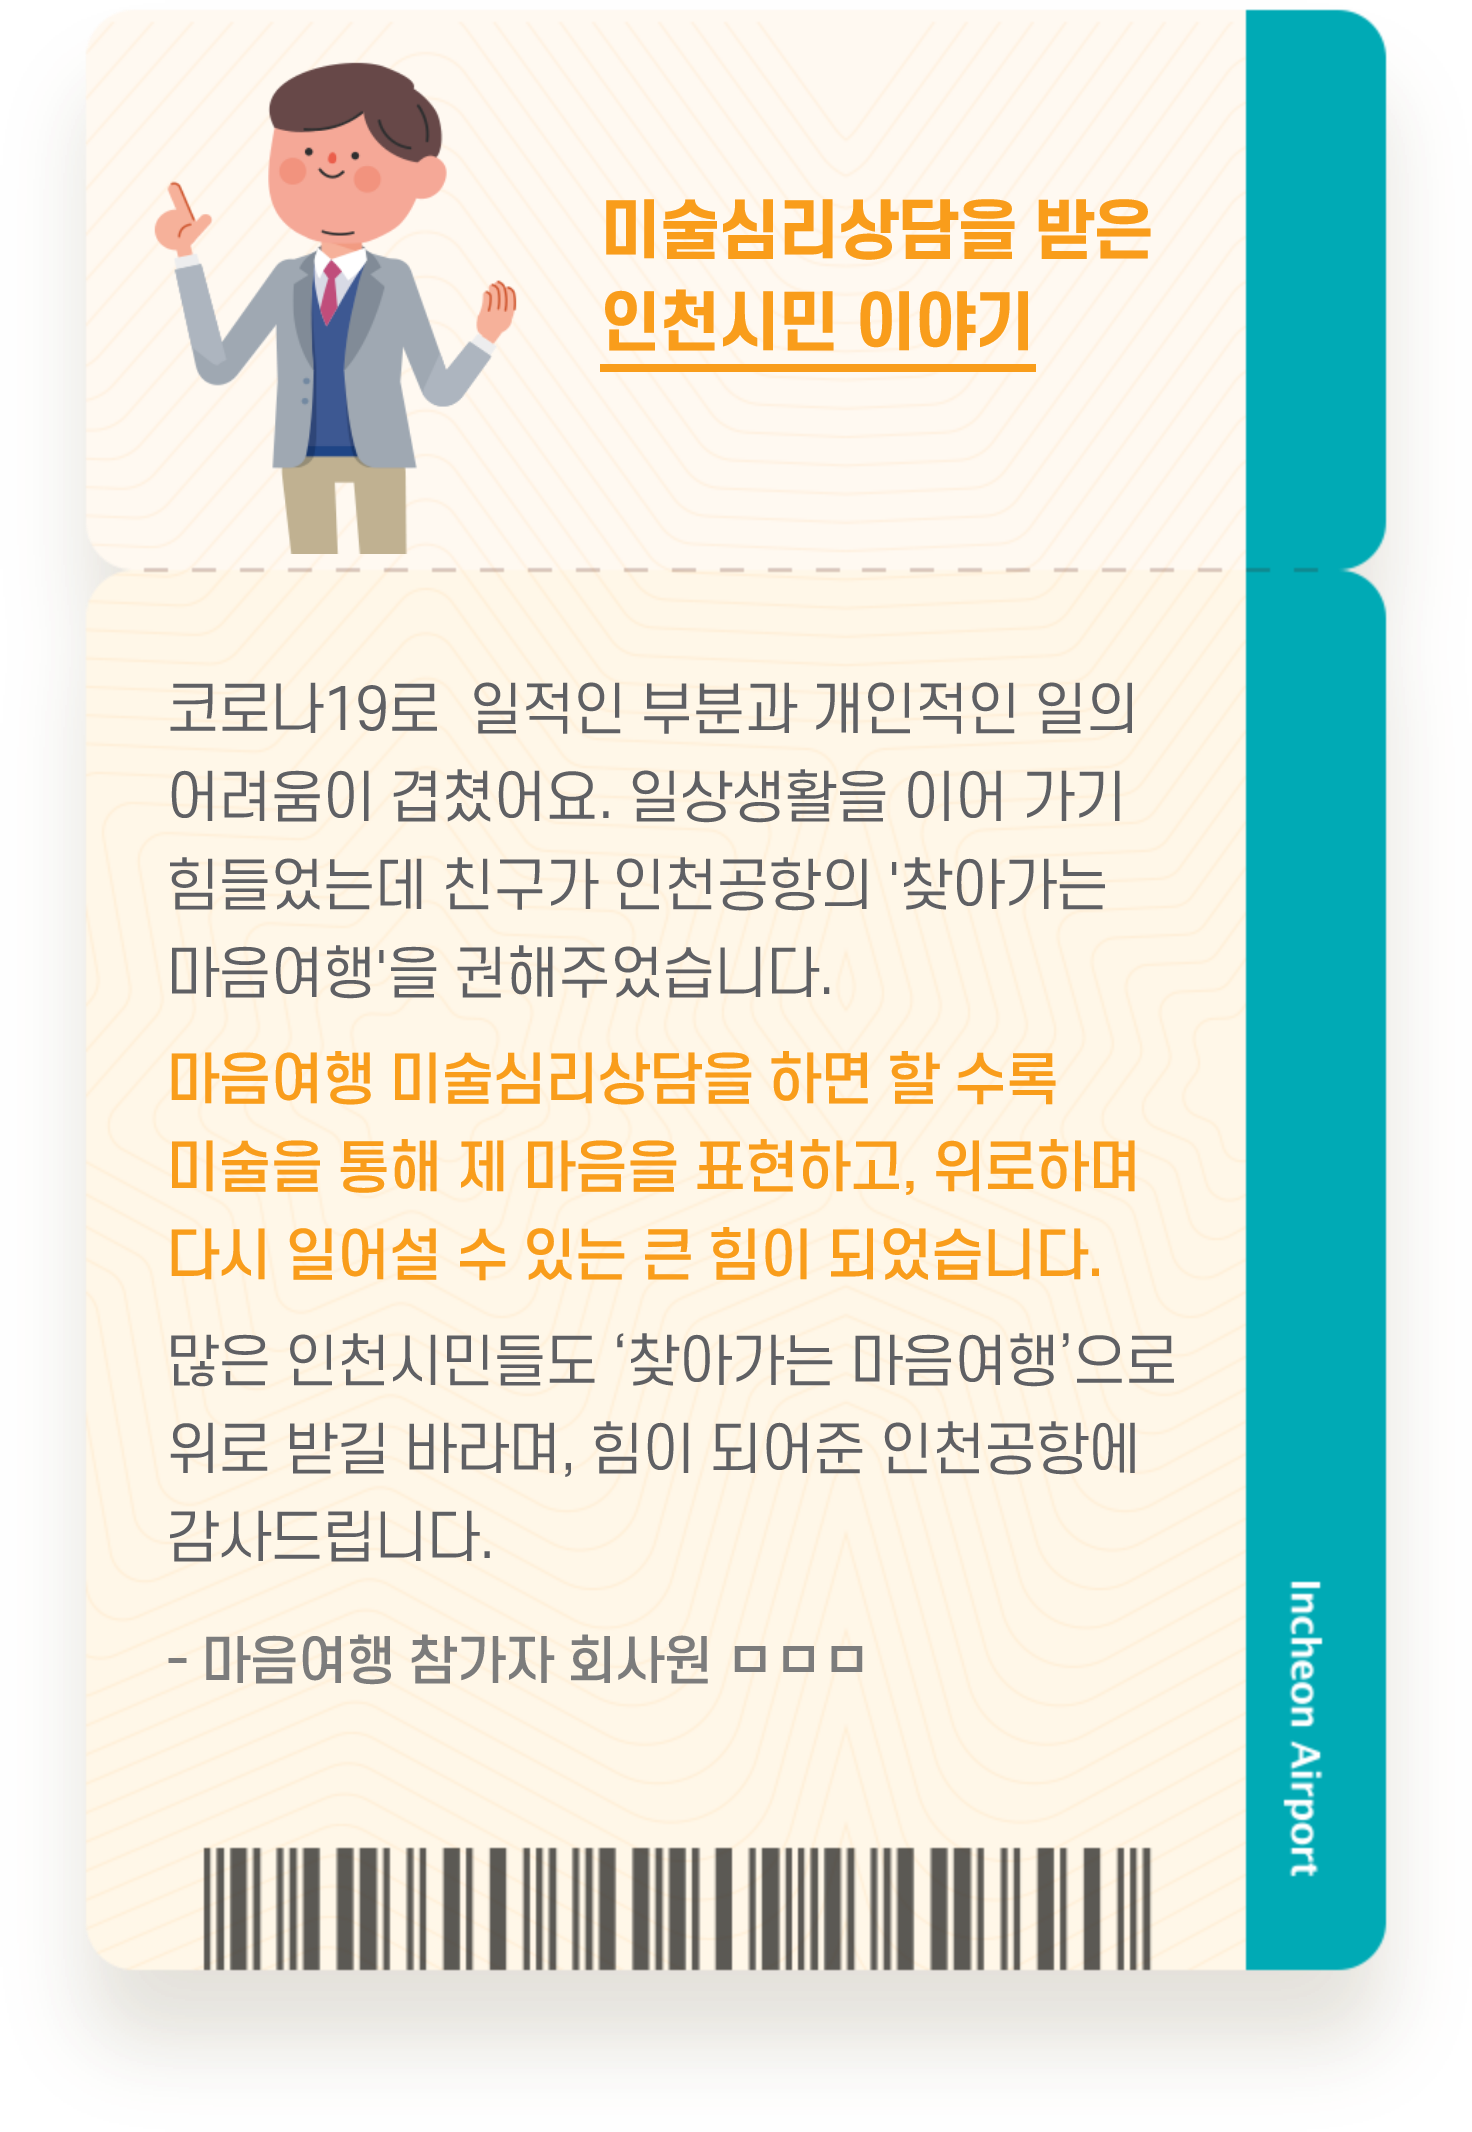 미술심리상담을 받은
인천시민 이야기
코로나19로 일적인 부분과 개인적인 일의
어려움이 겹쳤어요. 일상생활을 이어 가기
힘들었는데 친구가 인천공항의 '찾아가는
마음여행'을 권해주었습니다.
마음여행 미술심리상담을 하면 할 수록
미술을 통해 제 마음을 표현하고, 위로하며
다시 일어설 수 있는 큰 힘이 되었습니다.
많은 인천시민들도 ‘찾아가는 마음여행’으로
위로 받길 바라며, 힘이 되어준 인천공항에
감사드립니다.
- 마음여행 참가자 회사원 ㅁㅁㅁ
Incheon Airport